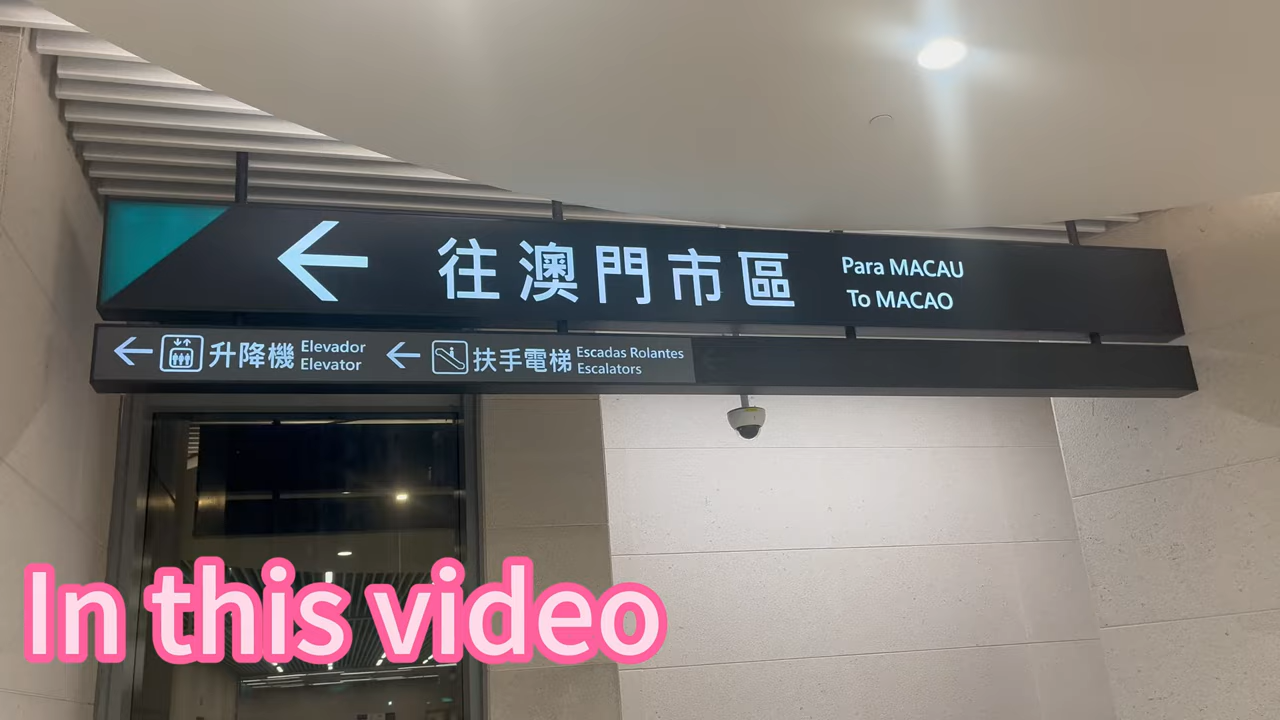 往澳門市區
Para MACAU
To MACAO
升降機
Elevador
Elevator
扶手電梯
Escadas Rolantes
Escalators
In this video